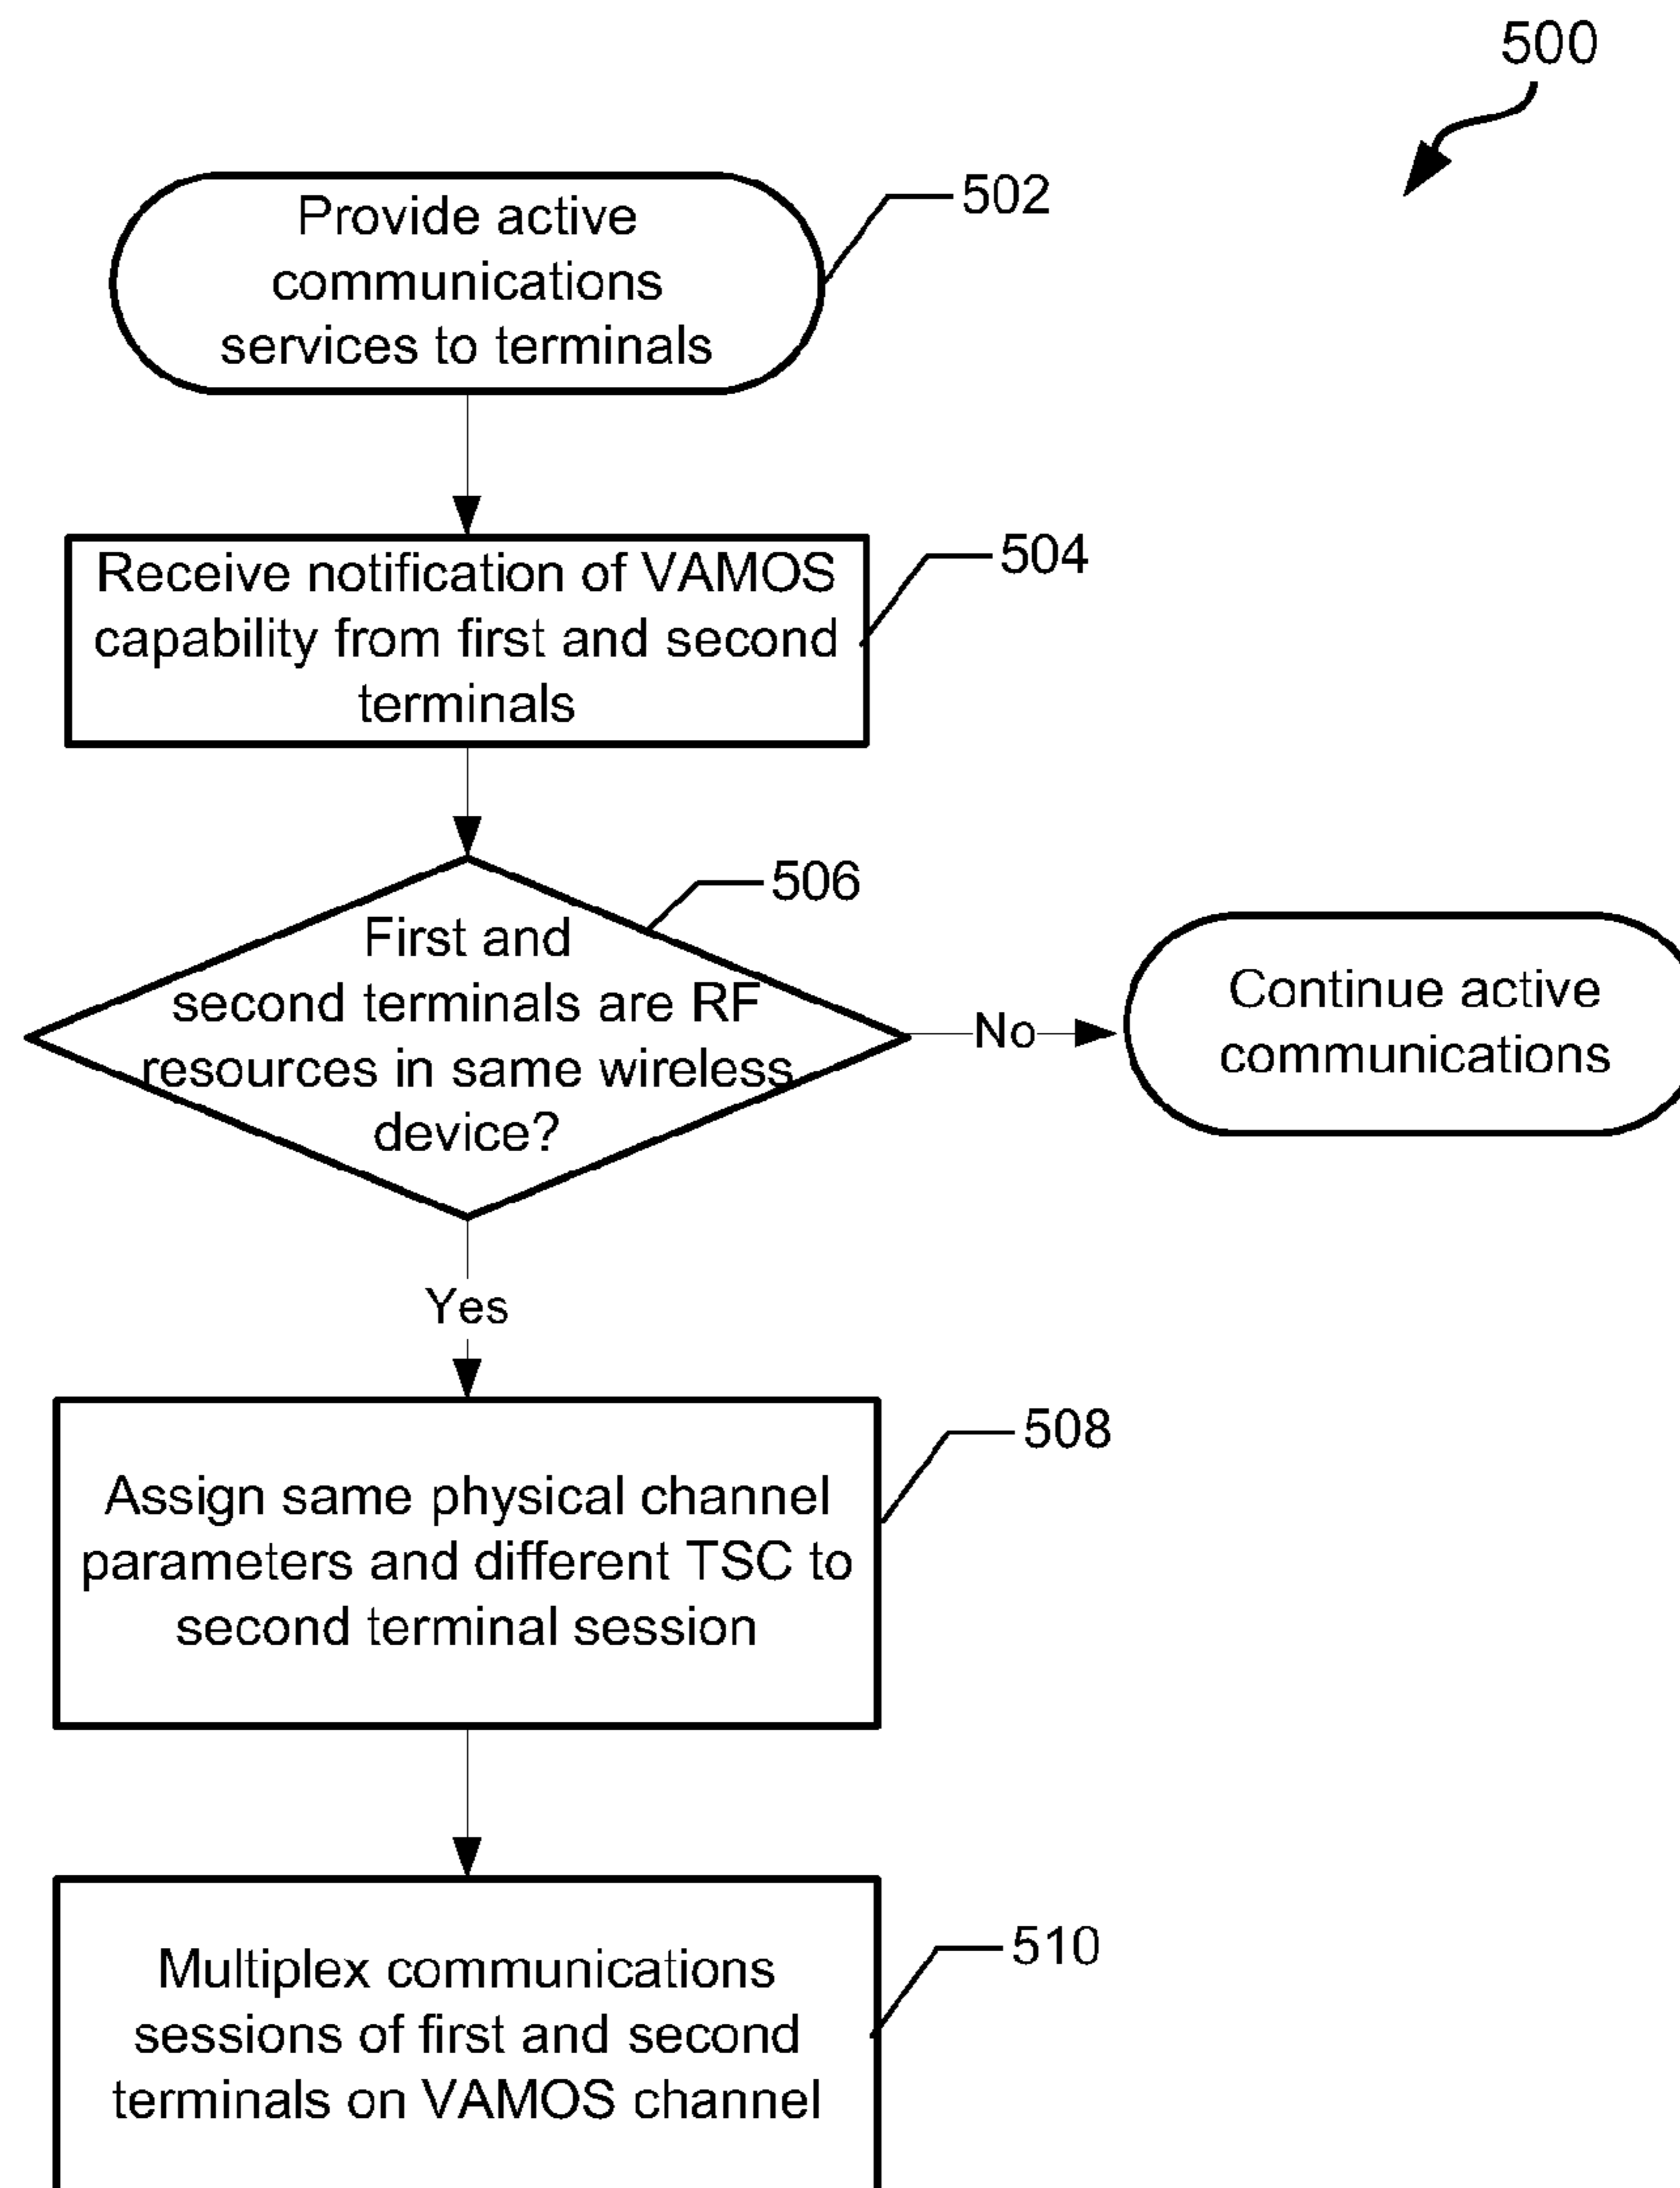 500
Provide active
communications
services to terminals
502
Receive notification of VAMOS
capability from first and second
terminals
504
First and
second terminals are RF
resources in same wireless
device?
506
No
Continue active
communications
Yes
Assign same physical channel
parameters and different TSC to
second terminal session
508
Multiplex communications
sessions of first and second
terminals on VAMOS channel
510